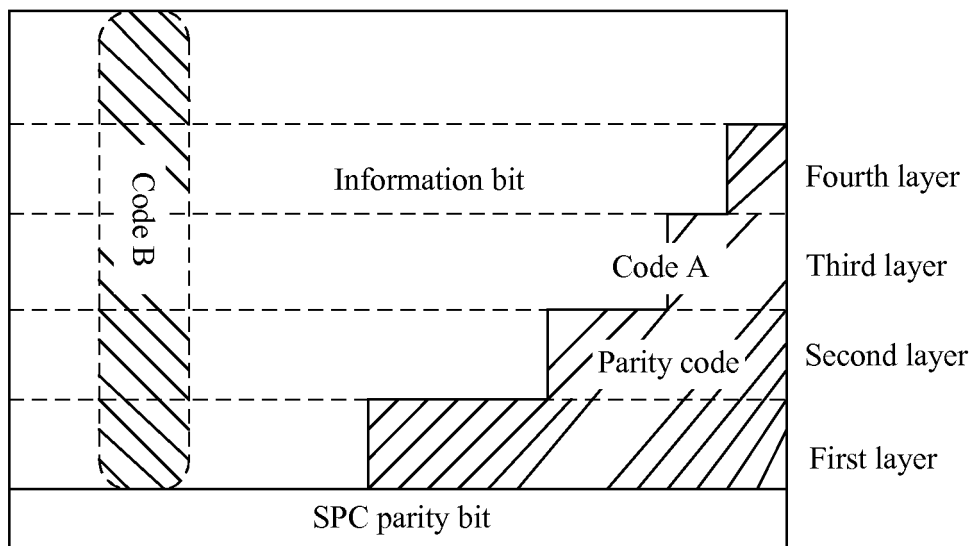 Information bit
Fourth layer
Code B
Code A
Third layer
Parity code
Second layer
First layer
SPC parity bit